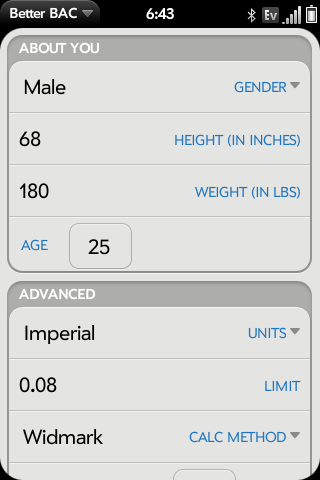 Better BAC 6:43 Ev
ABOUT YOU
Male GENDER
68 HEIGHT (IN INCHES)
180 WEIGHT (IN LBS)
AGE 25
ADVANCED
Imperial UNITS
0.08 LIMIT
Widmark CALC METHOD